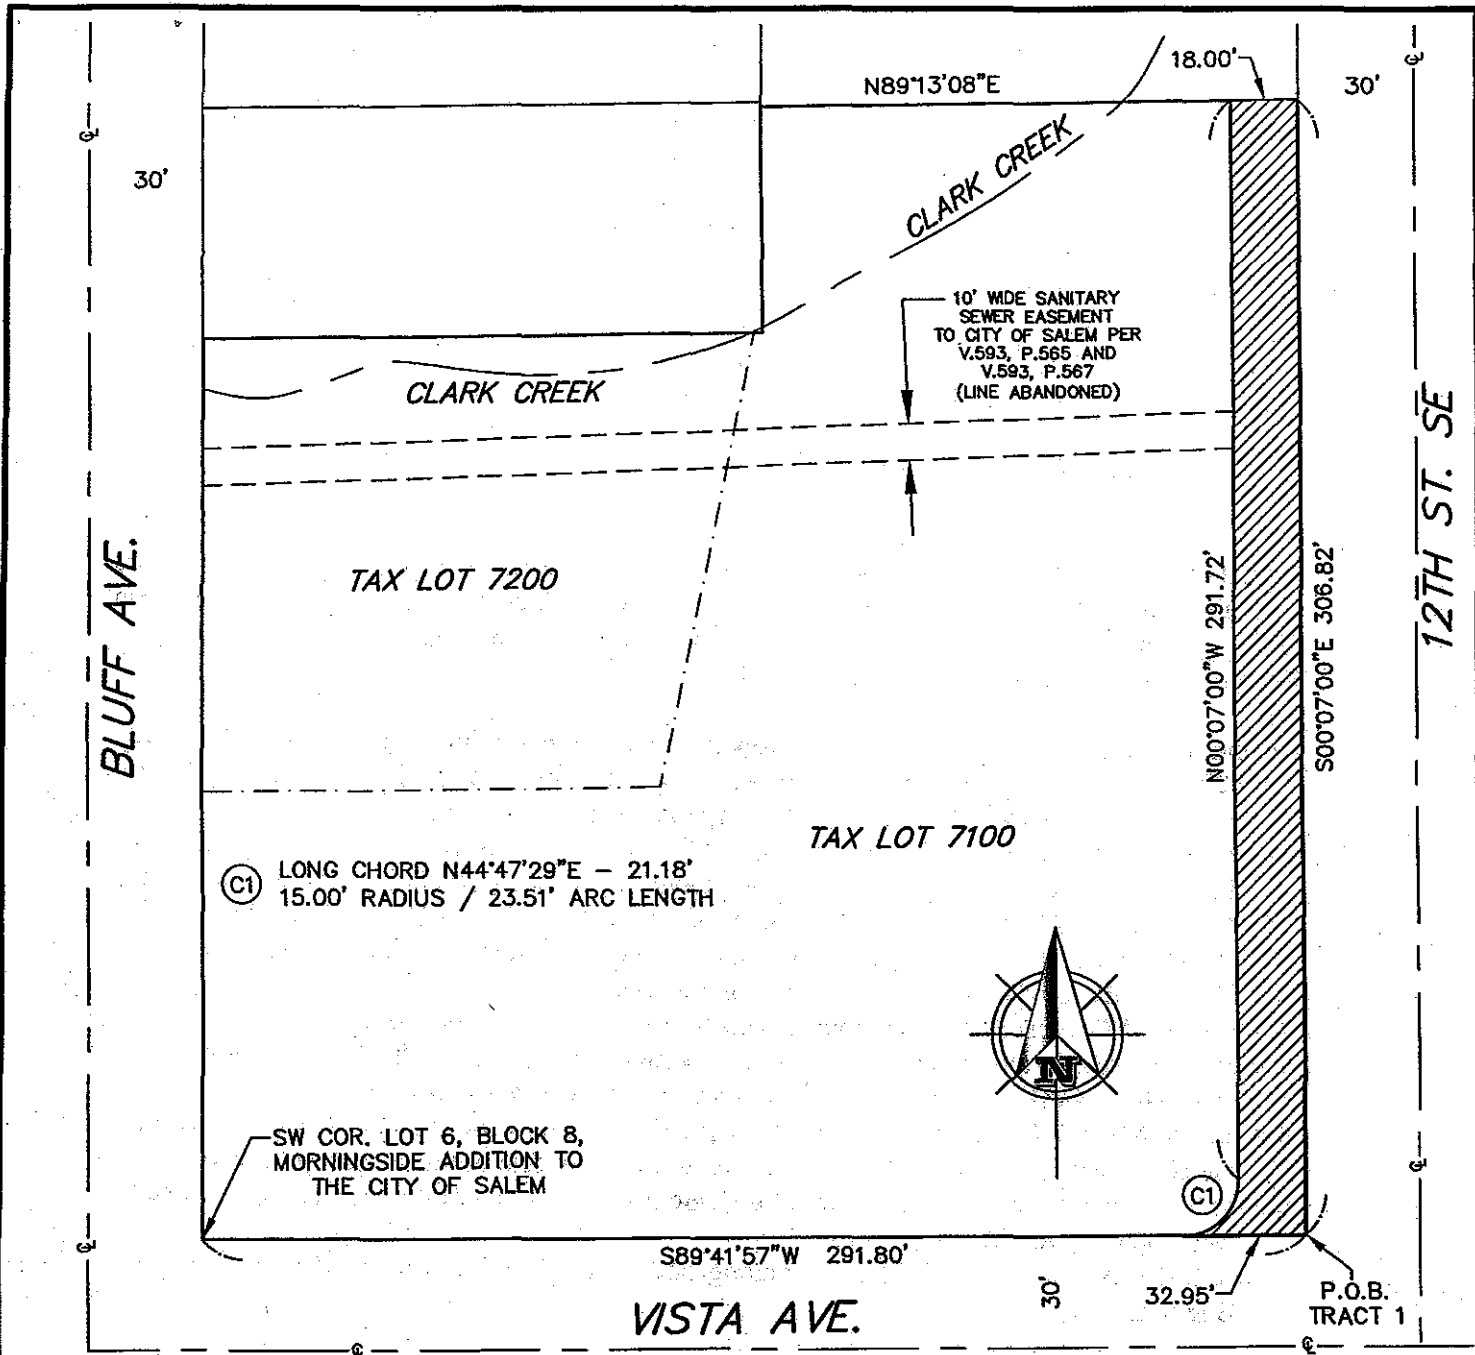 18.00'
N89°13'08"E
30'
30'
CLARK CREEK
10' WIDE SANITARY
SEWER EASEMENT
TO CITY OF SALEM PER
V.593, P.565 AND
V.593, P.567
(LINE ABANDONED)
CLARK CREEK
12TH ST. SE
BLUFF AVE.
TAX LOT 7200
N00°07'00"W 291.72'
S00°07'00"E 306.82'
TAX LOT 7100
C1 LONG CHORD N44°47'29"E – 21.18'
15.00' RADIUS / 23.51' ARC LENGTH
N
SW COR. LOT 6, BLOCK 8,
MORNINGSIDE ADDITION TO
THE CITY OF SALEM
C1
S89°41'57"W 291.80'
30'
32.95'
P.O.B.
TRACT 1
VISTA AVE.